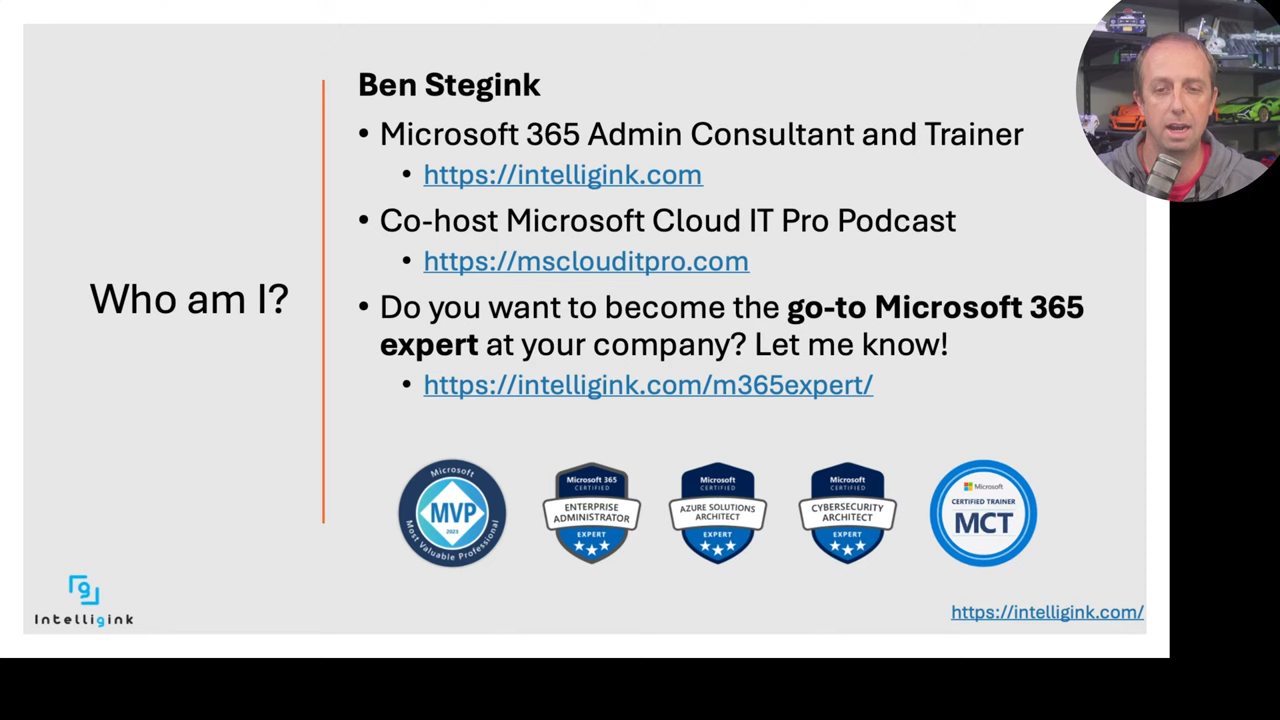 Who am I?
Ben Stegink
• Microsoft 365 Admin Consultant and Trainer
• https://intelligink.com
• Co-host Microsoft Cloud IT Pro Podcast
• https://msclouditpro.com
• Do you want to become the go-to Microsoft 365
expert at your company? Let me know!
• https://intelligink.com/m365expert/
Microsoft
MVP
2023
Most Valuable Professional
Microsoft 365
CERTIFIED
ENTERPRISE
ADMINISTRATOR
EXPERT
Microsoft
CERTIFIED
AZURE SOLUTIONS
ARCHITECT
EXPERT
Microsoft
CERTIFIED
CYBERSECURITY
ARCHITECT
EXPERT
Microsoft
CERTIFIED TRAINER
MCT
g
Intelligink
https://intelligink.com/